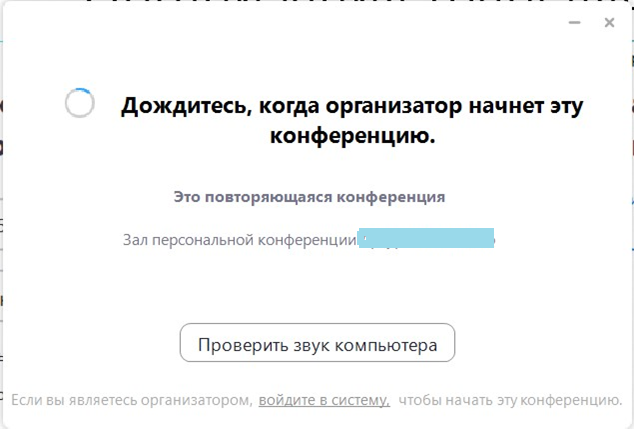 Дождитесь, когда организатор начнет эту
конференцию.
Это повторяющаяся конференция
Зал персональной конференции
Проверить звук компьютера
Если вы являетесь организатором, войдите в систему, чтобы начать эту конференцию.